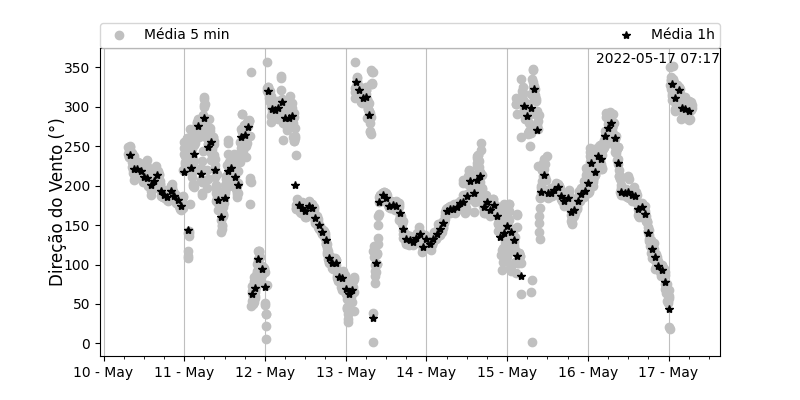 Média 5 min
Média 1h
2022-05-17 07:17
Direção do Vento (°)
350
300
250
200
150
100
50
0
10 - May
11 - May
12 - May
13 - May
14 - May
15 - May
16 - May
17 - May